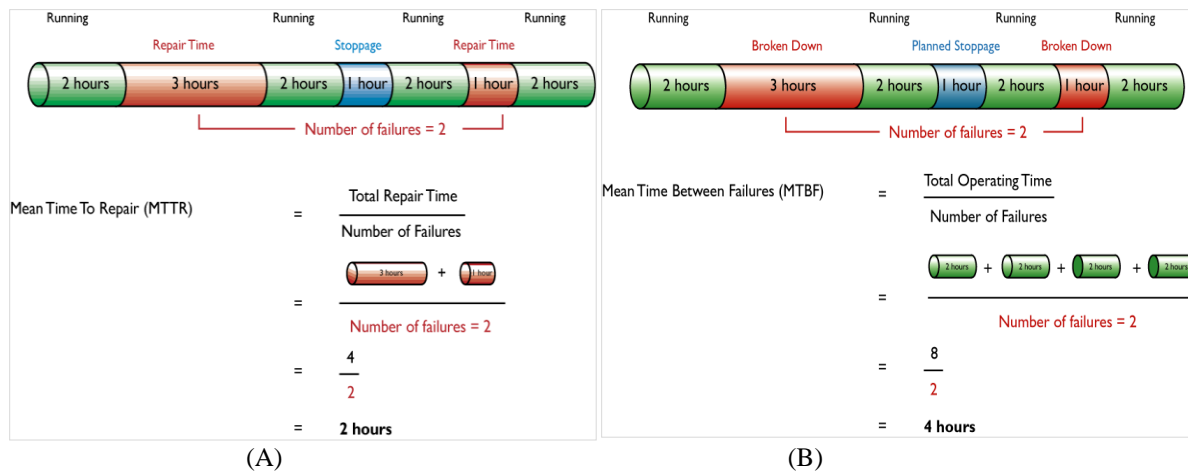 Running Running Running Running
Repair Time Stoppage Repair Time
2 hours 3 hours 2 hours 1 hour 2 hours 1 hour 2 hours
Number of failures = 2
Mean Time To Repair (MTTR) = Total Repair Time
Number of Failures
= 3 hours + 1 hour
Number of failures = 2
= 4
2
= 2 hours
(A)
Running Running Running Running
Broken Down Planned Stoppage Broken Down
2 hours 3 hours 2 hours 1 hour 2 hours 1 hour 2 hours
Number of failures = 2
Mean Time Between Failures (MTBF) = Total Operating Time
Number of Failures
= 2 hours + 2 hours + 2 hours + 2 hours
Number of failures = 2
= 8
2
= 4 hours
(B)